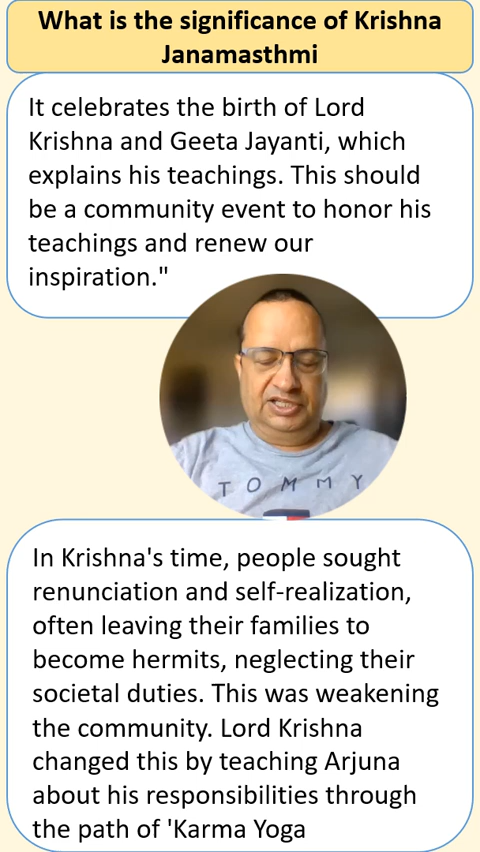 What is the significance of Krishna
Janamasthmi
It celebrates the birth of Lord
Krishna and Geeta Jayanti, which
explains his teachings. This should
be a community event to honor his
teachings and renew our
inspiration."
TOMMY
In Krishna's time, people sought
renunciation and self-realization,
often leaving their families to
become hermits, neglecting their
societal duties. This was weakening
the community. Lord Krishna
changed this by teaching Arjuna
about his responsibilities through
the path of 'Karma Yoga